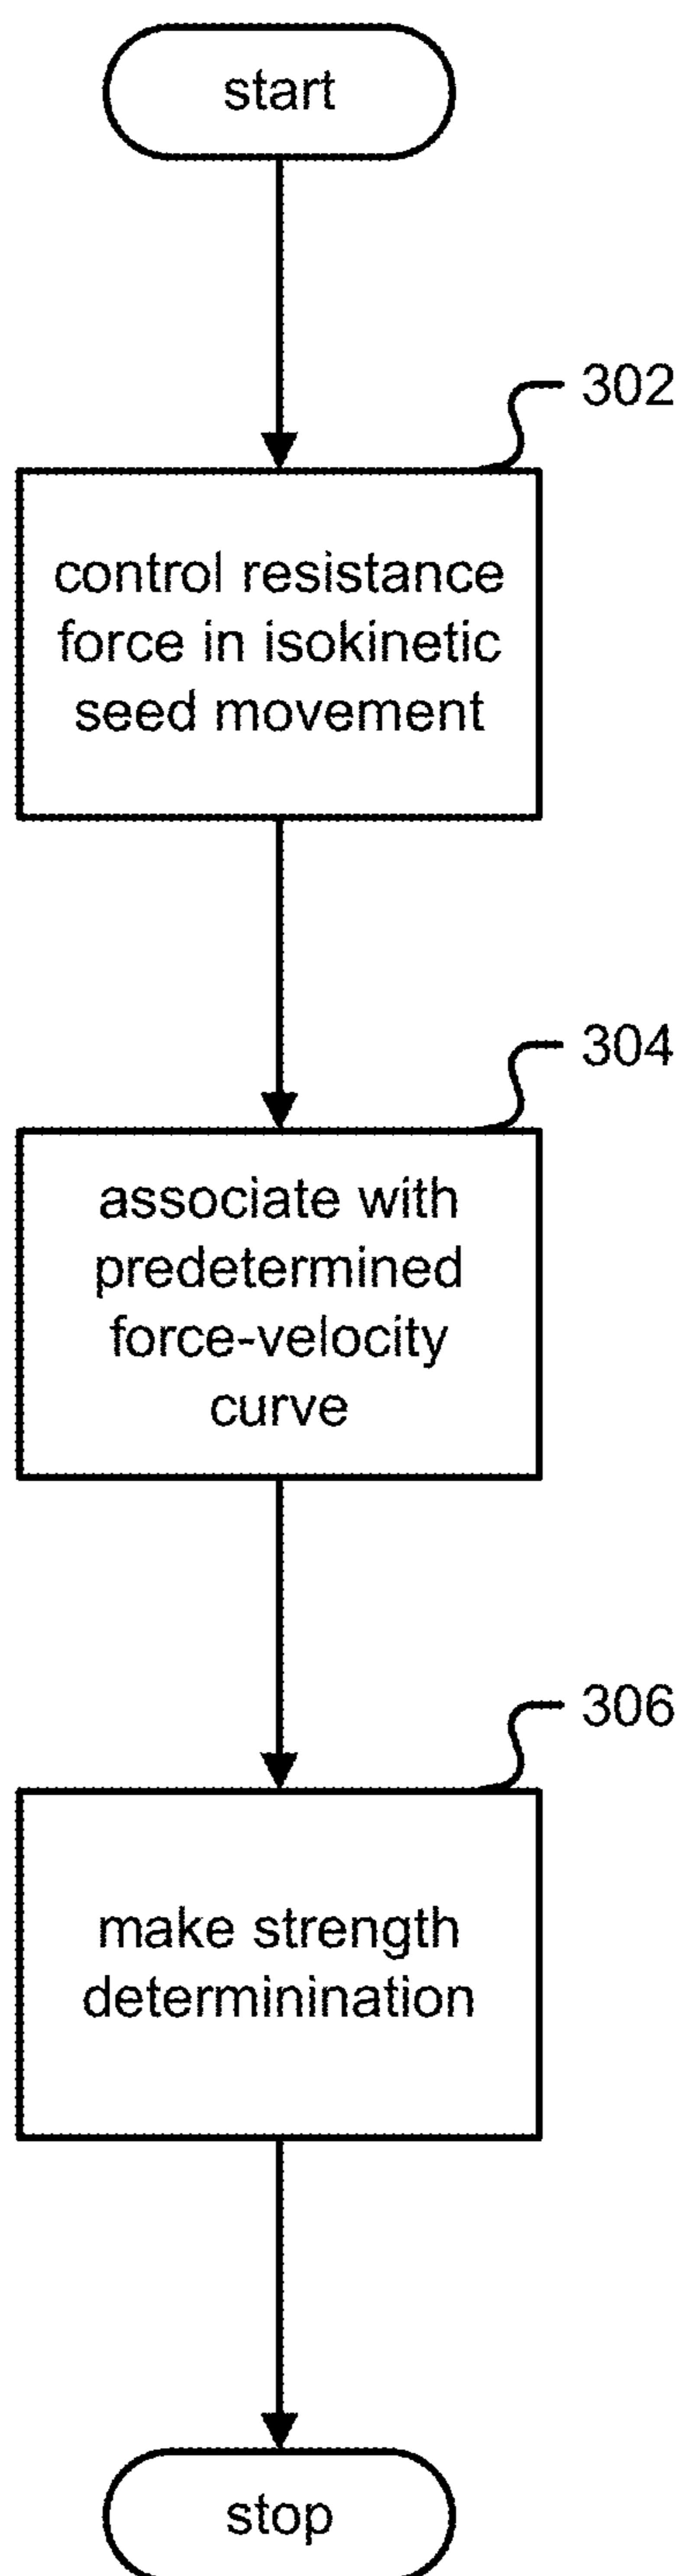 start
302
control resistance
force in isokinetic
seed movement
304
associate with
predetermined
force-velocity
curve
306
make strength
determinination
stop